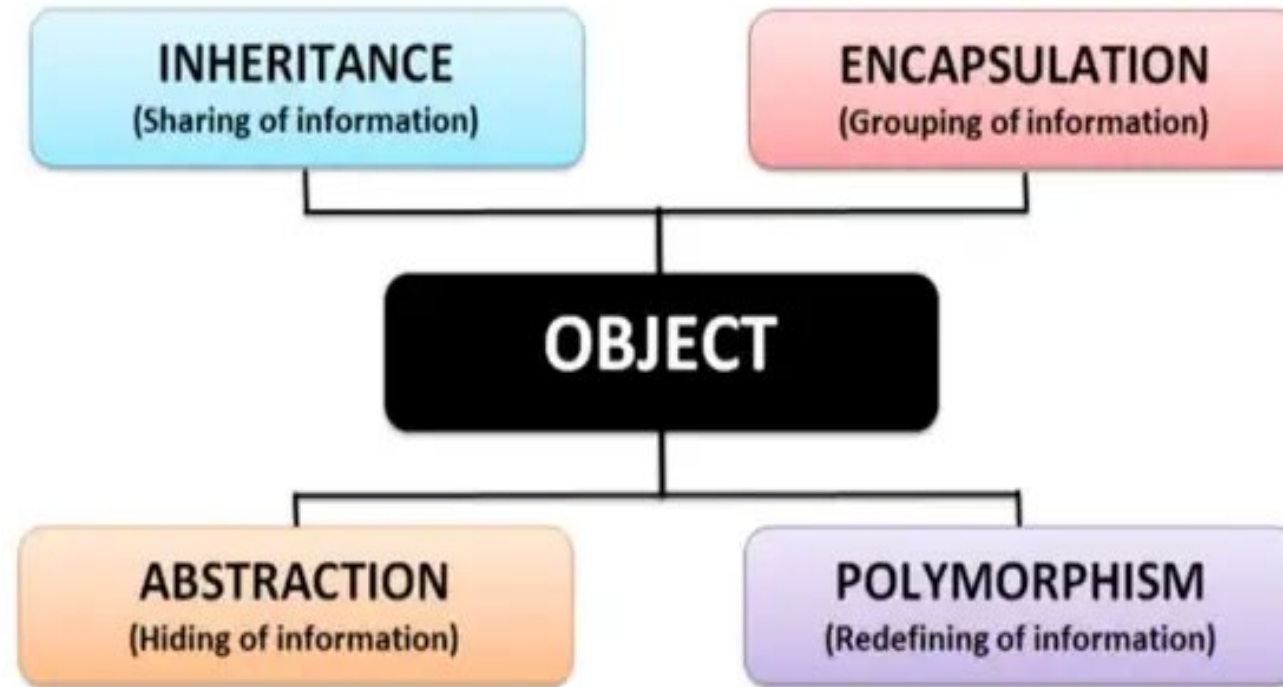 INHERITANCE
(Sharing of information)
ENCAPSULATION
(Grouping of information)
OBJECT
ABSTRACTION
(Hiding of information)
POLYMORPHISM
(Redefining of information)